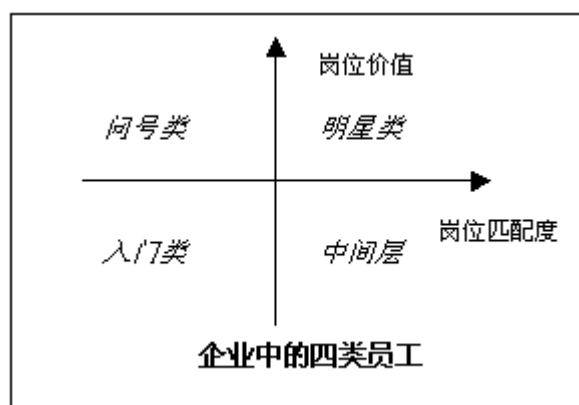 岗位价值
问号类 明星类
岗位匹配度
入门类 中间层
企业中的四类员工